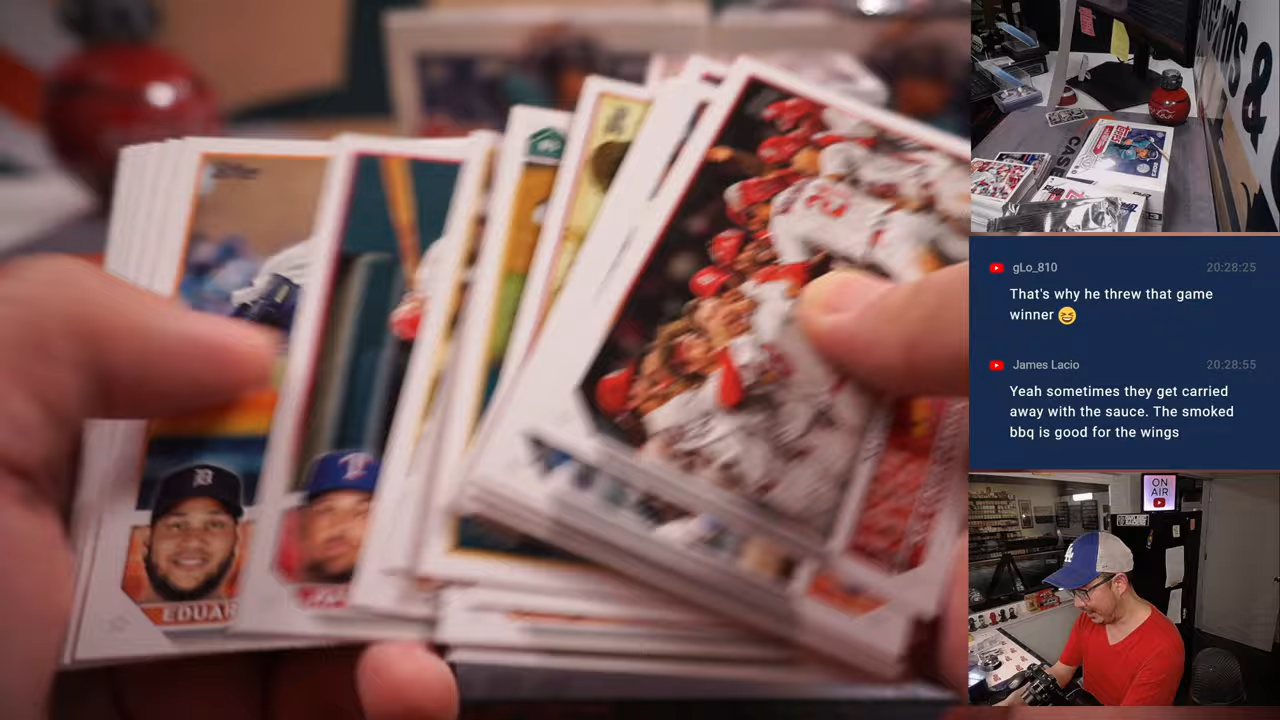 EDUAR
gLo_810
20:28:25
That's why he threw that game
winner 😆
James Lacio
20:28:55
Yeah sometimes they get carried
away with the sauce. The smoked
bbq is good for the wings
ON
AIR